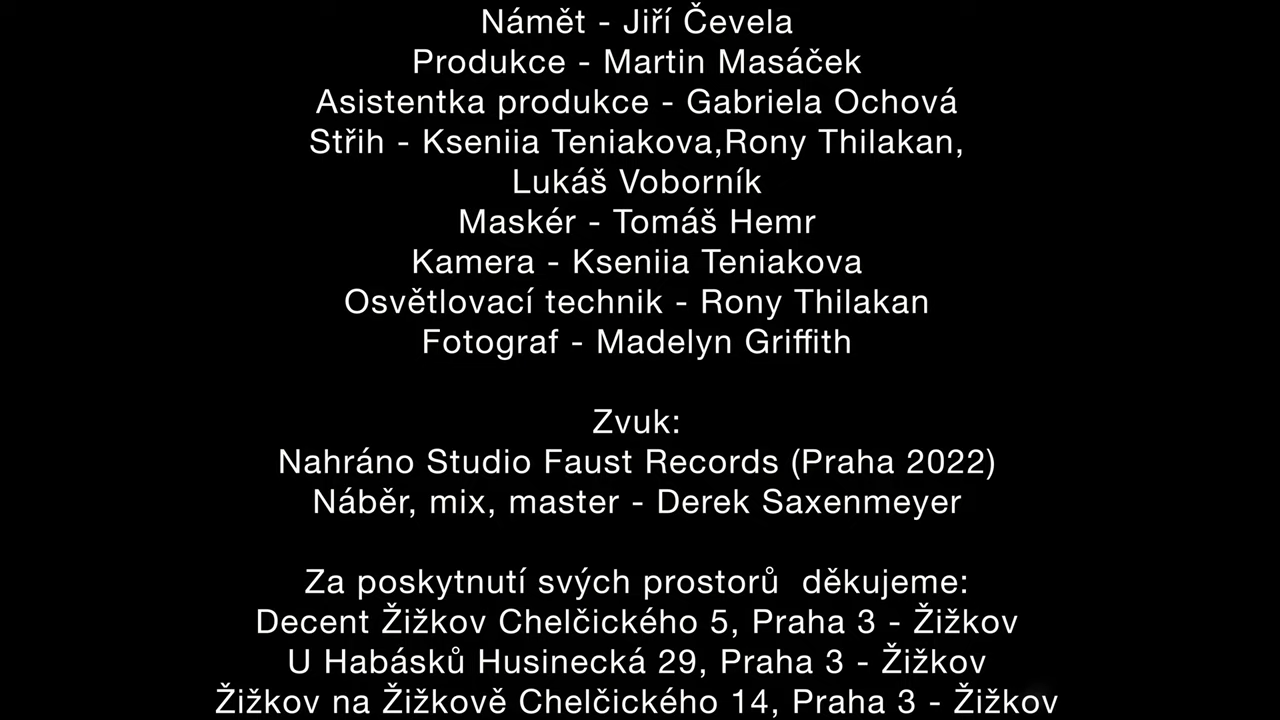 Námět - Jiří Čevela
Produkce - Martin Masáček
Asistentka produkce - Gabriela Ochová
Střih - Kseniia Teniakova,Rony Thilakan,
Lukáš Voborník
Maskér - Tomáš Hemr
Kamera - Kseniia Teniakova
Osvětlovací technik - Rony Thilakan
Fotograf - Madelyn Griffith
Zvuk:
Nahráno Studio Faust Records (Praha 2022)
Náběr, mix, master - Derek Saxenmeyer
Za poskytnutí svých prostorů  děkujeme:
Decent Žižkov Chelčického 5, Praha 3 - Žižkov
U Habásků Husinecká 29, Praha 3 - Žižkov
Žižkov na Žižkově Chelčického 14, Praha 3 - Žižkov